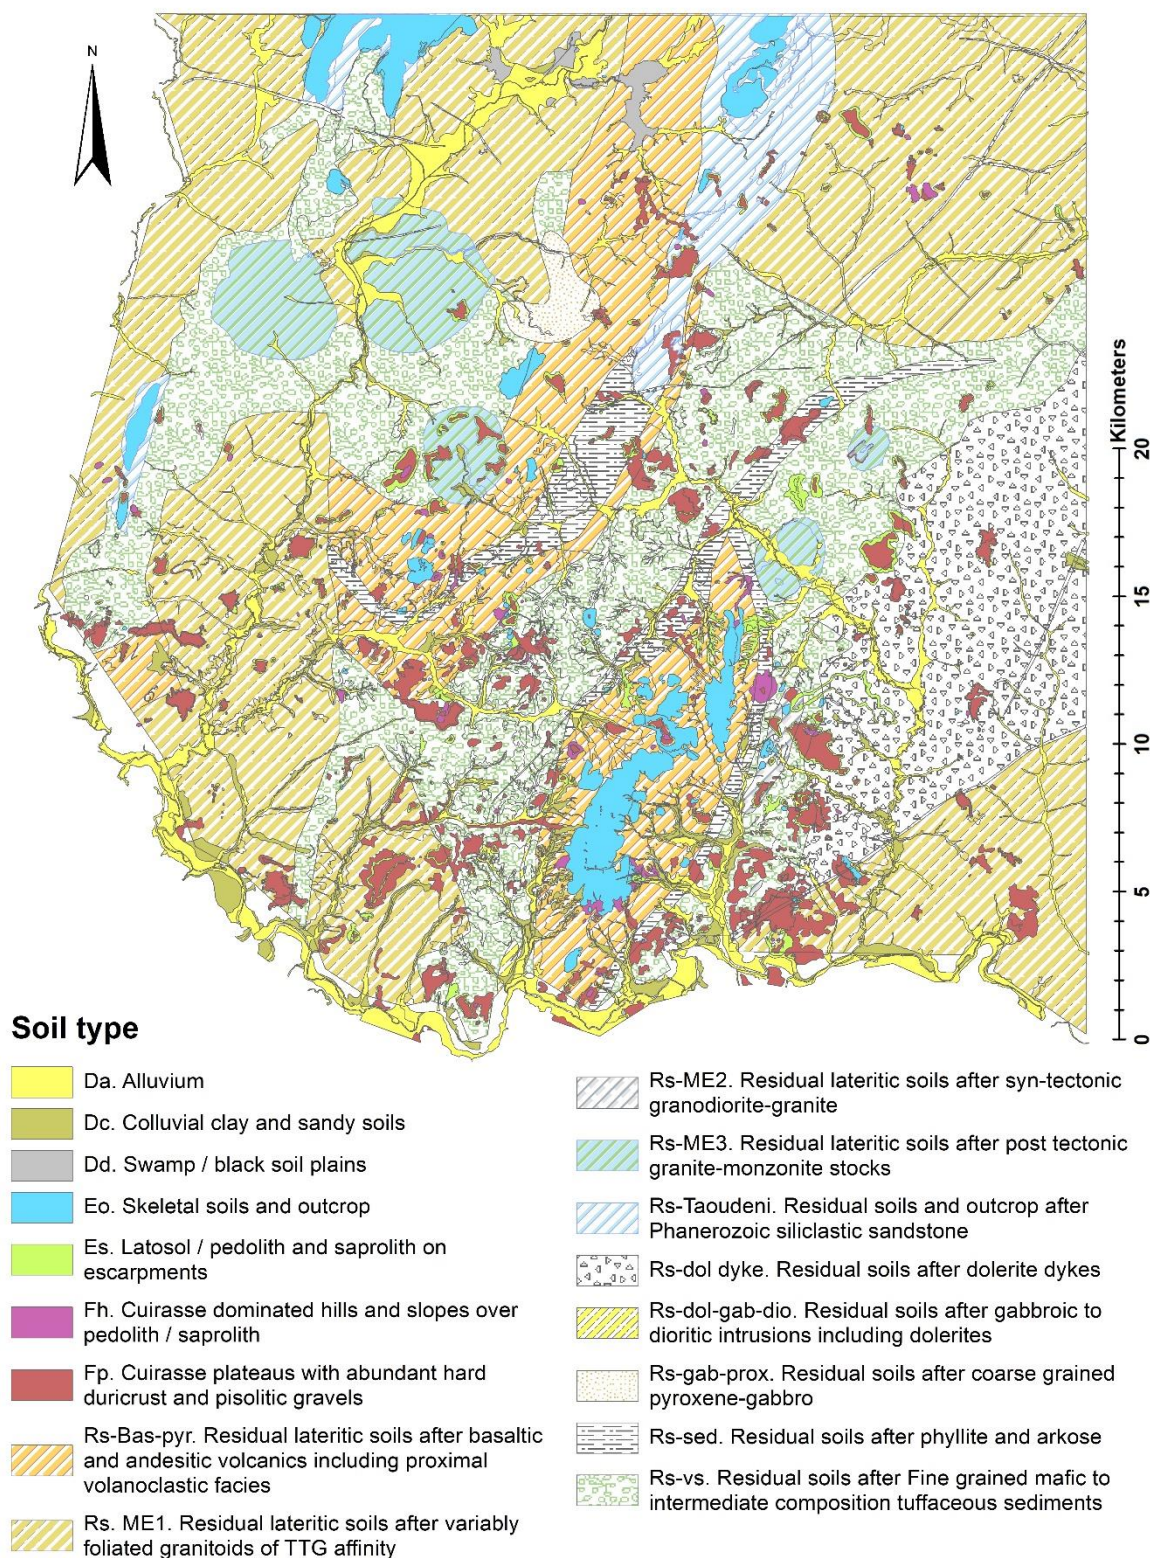 N
Kilometers
20
15
10
5
0
Soil type
Da. Alluvium
Dc. Colluvial clay and sandy soils
Dd. Swamp / black soil plains
Eo. Skeletal soils and outcrop
Es. Latosol / pedolith and saprolith on
escarpments
Fh. Cuirasse dominated hills and slopes over
pedolith / saprolith
Fp. Cuirasse plateaus with abundant hard
duricrust and pisolitic gravels
Rs-Bas-pyr. Residual lateritic soils after basaltic
and andesitic volcanics including proximal
volanoclastic facies
Rs. ME1. Residual lateritic soils after variably
foliated granitoids of TTG affinity
Rs-ME2. Residual lateritic soils after syn-tectonic
granodiorite-granite
Rs-ME3. Residual lateritic soils after post tectonic
granite-monzonite stocks
Rs-Taoudeni. Residual soils and outcrop after
Phanerozoic siliclastic sandstone
Rs-dol dyke. Residual soils after dolerite dykes
Rs-dol-gab-dio. Residual soils after gabbroic to
dioritic intrusions including dolerites
Rs-gab-prox. Residual soils after coarse grained
pyroxene-gabbro
Rs-sed. Residual soils after phyllite and arkose
Rs-vs. Residual soils after Fine grained mafic to
intermediate composition tuffaceous sediments